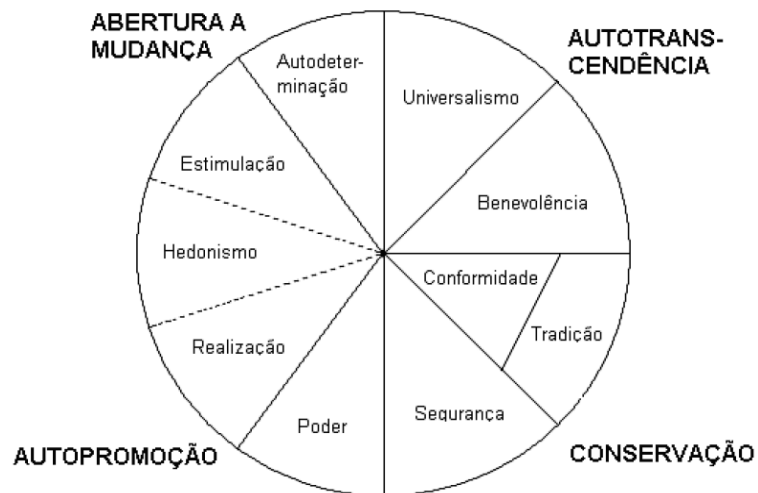 ABERTURA A
MUDANÇA
AUTOTRANS-
CENDÊNCIA
Autodeter-
minação
Universalismo
Estimulação
Benevolência
Hedonismo
Conformidade
Tradição
Realização
Poder
Segurança
AUTOPROMOÇÃO
CONSERVAÇÃO